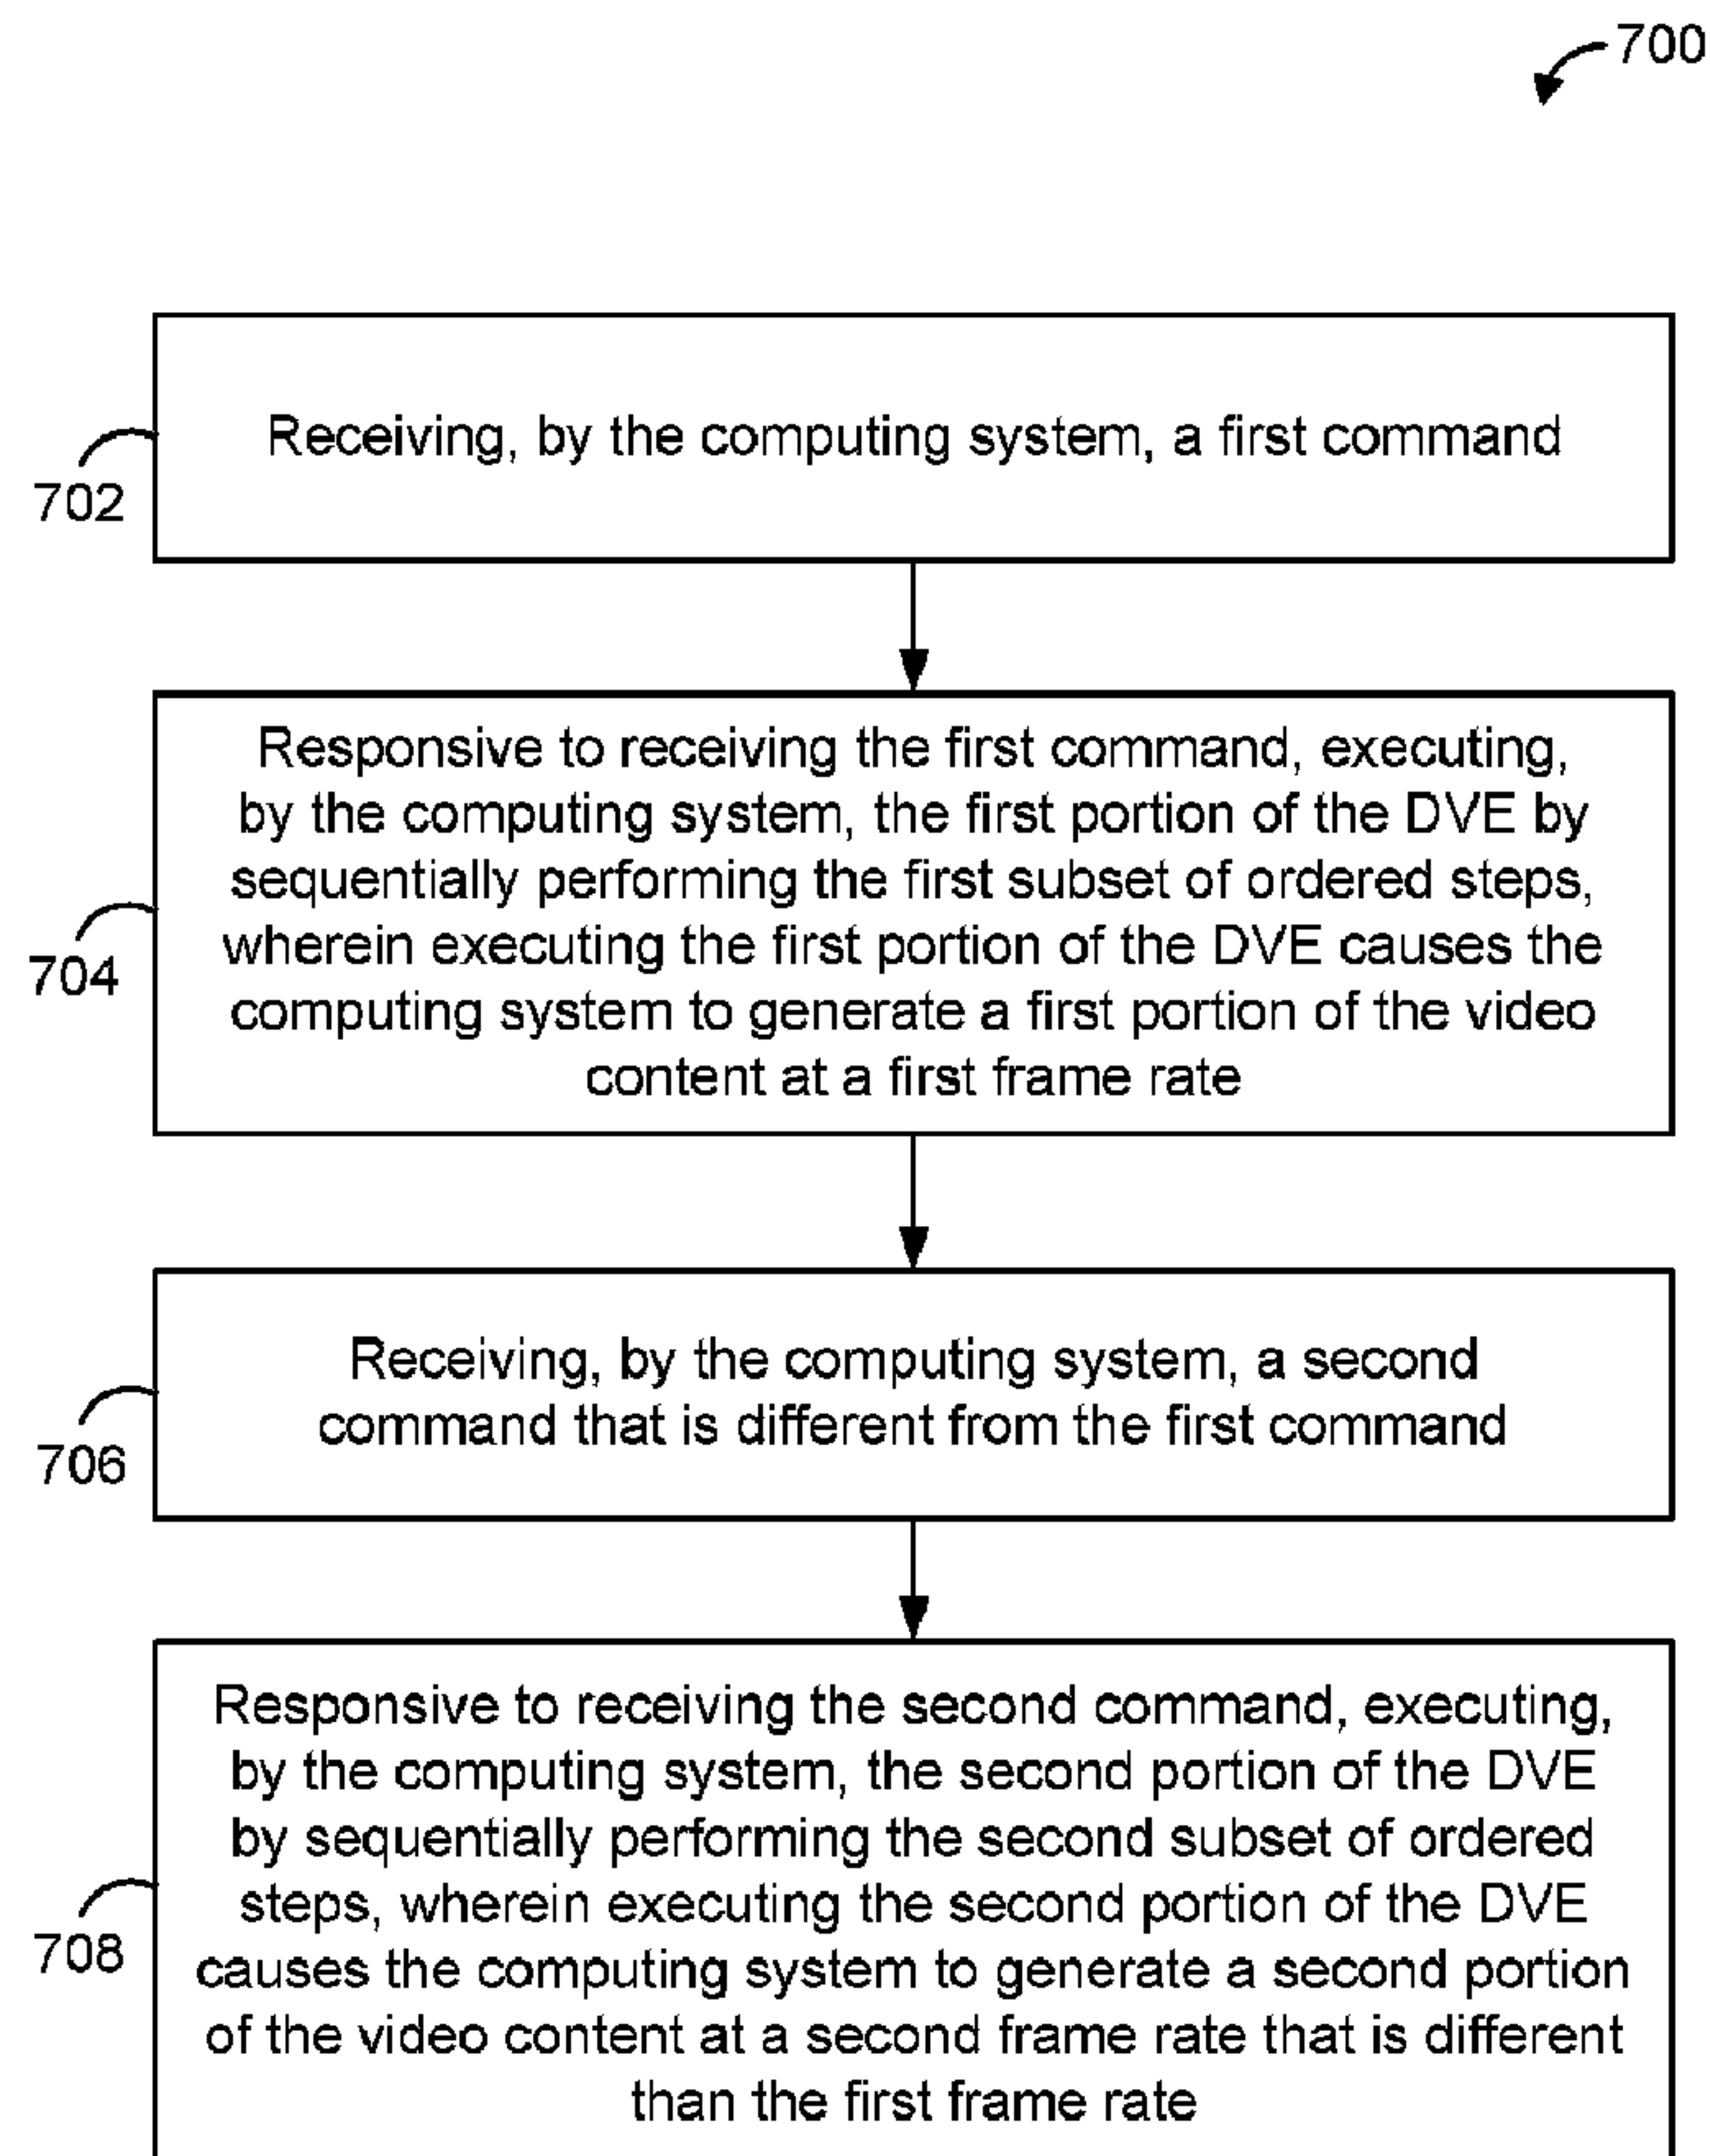 700
Receiving, by the computing system, a first command
702
Responsive to receiving the first command, executing,
by the computing system, the first portion of the DVE by
sequentially performing the first subset of ordered steps,
wherein executing the first portion of the DVE causes the
computing system to generate a first portion of the video
content at a first frame rate
704
Receiving, by the computing system, a second
command that is different from the first command
706
Responsive to receiving the second command, executing,
by the computing system, the second portion of the DVE
by sequentially performing the second subset of ordered
steps, wherein executing the second portion of the DVE
causes the computing system to generate a second portion
of the video content at a second frame rate that is different
than the first frame rate
708